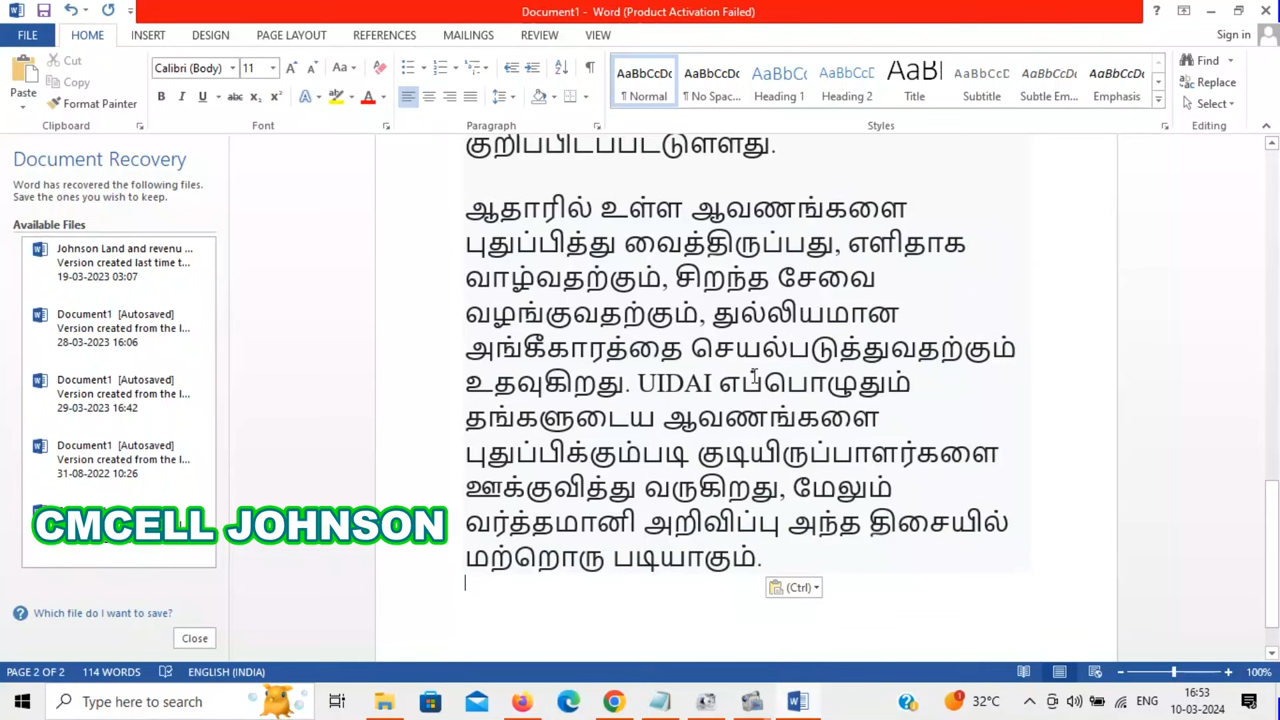 Document1 - Word (Product Activation Failed)
FILE HOME INSERT DESIGN PAGE LAYOUT REFERENCES MAILINGS REVIEW VIEW Sign in
Cut
Copy
Format Painter
Paste
Calibri (Body) 11
AaBbCcDc AaBbCcDc AaBbCc AaBbCcD AaBl AaBbCcD AaBbCcDc AaBbCcDc
¶ Normal ¶ No Spac... Heading 1 Heading 2 Title Subtitle Subtle Em... Emphasis
Find
Replace
Select
Clipboard Font Paragraph Styles Editing
Document Recovery
Word has recovered the following files.
Save the ones you wish to keep.
Available Files
Johnson Land and revenu ...
Version created last time t...
19-03-2023 03:07
Document1 [Autosaved]
Version created from the l...
28-03-2023 16:06
Document1 [Autosaved]
Version created from the l...
29-03-2023 16:42
Document1 [Autosaved]
Version created from the l...
31-08-2022 10:26
CMCELL JOHNSON
Which file do I want to save?
Close
குறிப்பிடப்பட்டுள்ளது.
ஆதாரில் உள்ள ஆவணங்களை
புதுப்பித்து வைத்திருப்பது, எளிதாக
வாழ்வதற்கும், சிறந்த சேவை
வழங்குவதற்கும், துல்லியமான
அங்கீகாரத்தை செயல்படுத்துவதற்கும்
உதவுகிறது. UIDAI எப்பொழுதும்
தங்களுடைய ஆவணங்களை
புதுப்பிக்கும்படி குடியிருப்பாளர்களை
ஊக்குவித்து வருகிறது, மேலும்
வர்த்தமானி அறிவிப்பு அந்த திசையில்
மற்றொரு படியாகும்.
(Ctrl)
PAGE 2 OF 2 114 WORDS ENGLISH (INDIA) 100%
Type here to search
32°C
ENG
16:53
10-03-2024